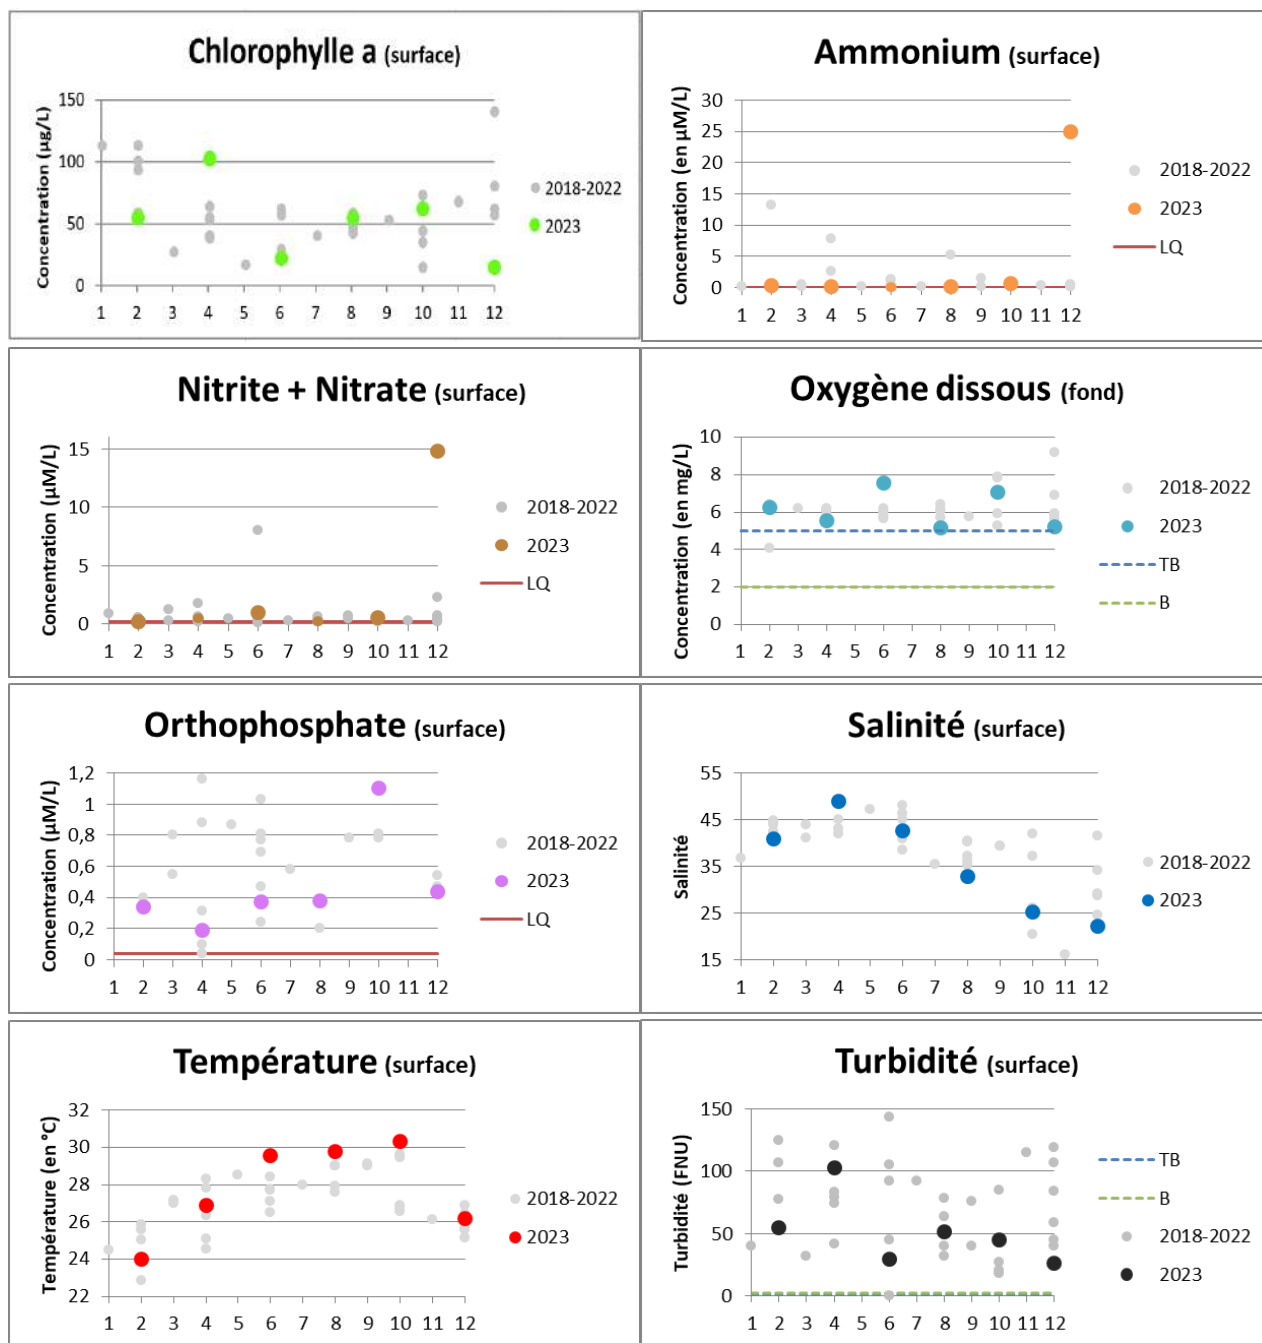 Chlorophylle a (surface)
Concentration (µg/L)
150
100
50
0
1 2 3 4 5 6 7 8 9 10 11 12
2018-2022
2023
Ammonium (surface)
Concentration (en µM/L)
30
25
20
15
10
5
0
1 2 3 4 5 6 7 8 9 10 11 12
2018-2022
2023
LQ
Nitrite + Nitrate (surface)
Concentration (µM/L)
15
10
5
0
1 2 3 4 5 6 7 8 9 10 11 12
2018-2022
2023
LQ
Oxygène dissous (fond)
Concentration (en mg/L)
10
8
6
4
2
0
1 2 3 4 5 6 7 8 9 10 11 12
2018-2022
2023
TB
B
Orthophosphate (surface)
Concentration (µM/L)
1,2
1
0,8
0,6
0,4
0,2
0
1 2 3 4 5 6 7 8 9 10 11 12
2018-2022
2023
LQ
Salinité (surface)
Salinité
55
45
35
25
15
1 2 3 4 5 6 7 8 9 10 11 12
2018-2022
2023
Température (surface)
Température (en °C)
32
30
28
26
24
22
1 2 3 4 5 6 7 8 9 10 11 12
2018-2022
2023
Turbidité (surface)
Turbidité (FNU)
150
100
50
0
1 2 3 4 5 6 7 8 9 10 11 12
TB
B
2018-2022
2023